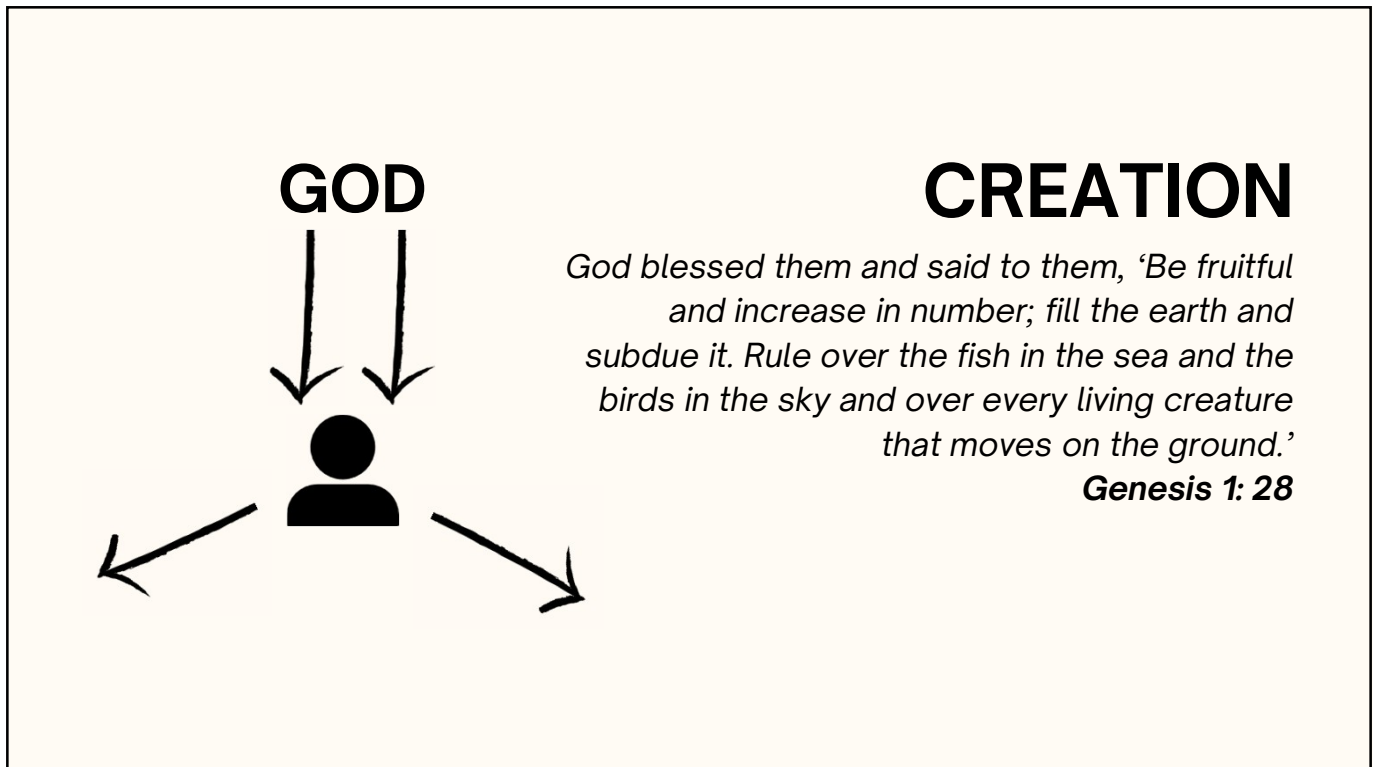 GOD
CREATION
God blessed them and said to them, ‘Be fruitful
and increase in number; fill the earth and
subdue it. Rule over the fish in the sea and the
birds in the sky and over every living creature
that moves on the ground.’
Genesis 1: 28